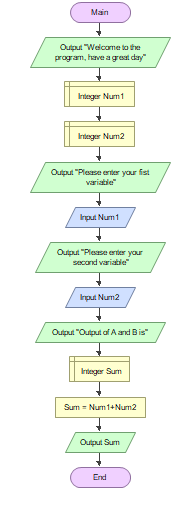 Main
Output "Welcome to the
program, have a great day"
Integer Num1
Integer Num2
Output "Please enter your fist
variable"
Input Num1
Output "Please enter your
second variable"
Input Num2
Output "Output of A and B is"
Integer Sum
Sum = Num1+Num2
Output Sum
End